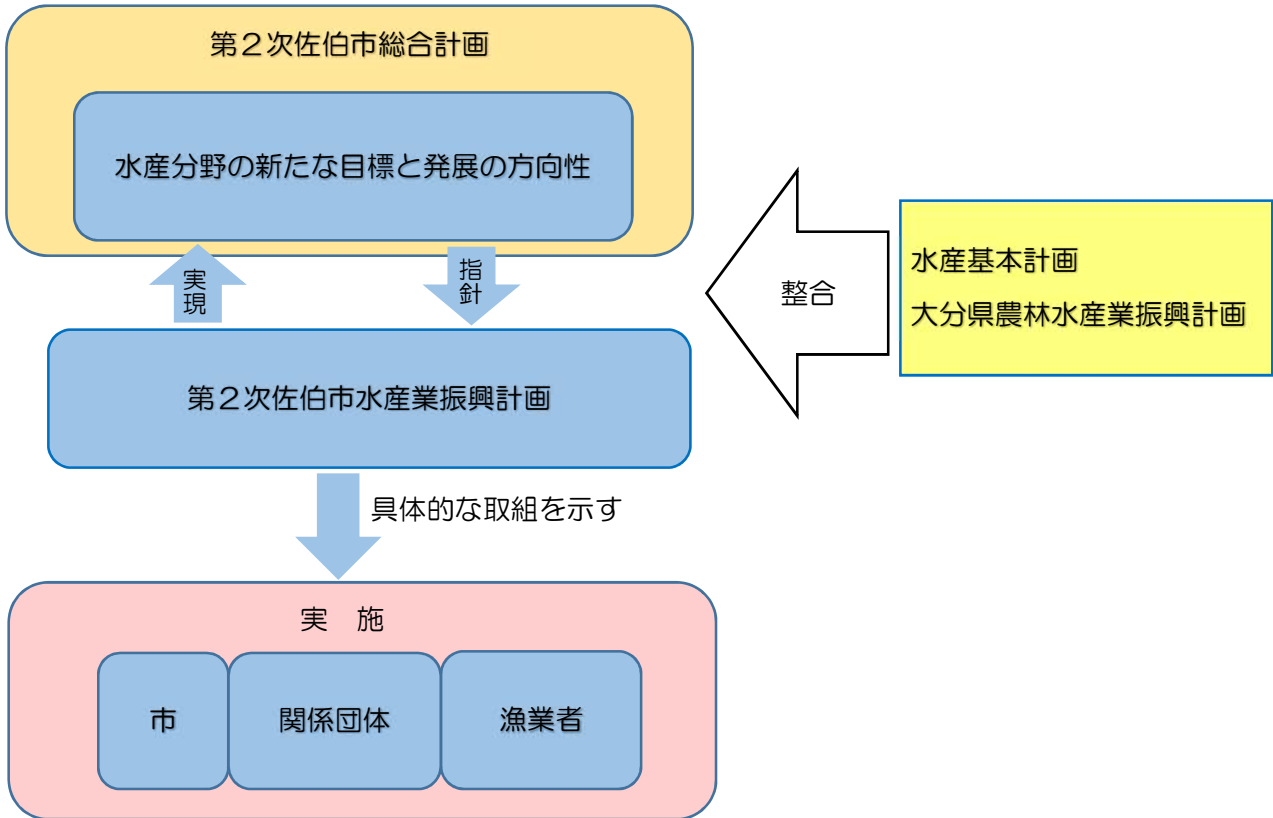 第２次佐伯市総合計画
水産分野の新たな目標と発展の方向性
実現
指針
整合
水産基本計画
大分県農林水産業振興計画
第２次佐伯市水産業振興計画
具体的な取組を示す
実　施
市
関係団体
漁業者